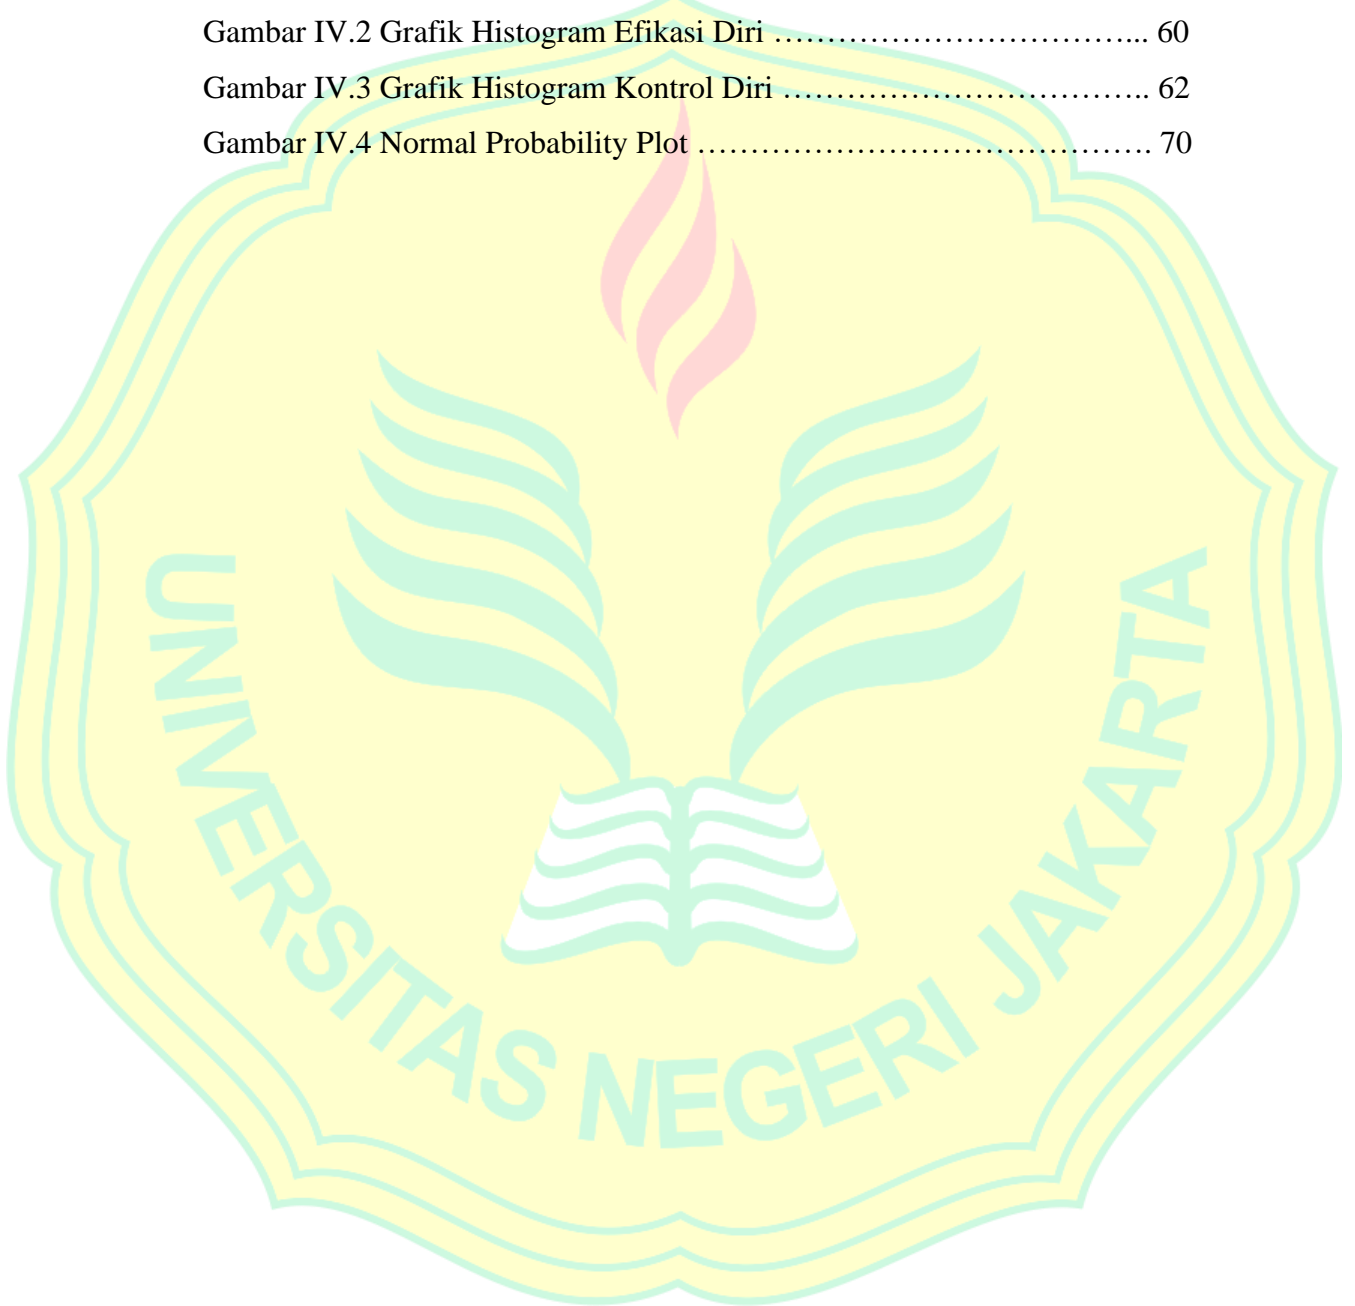 Gambar IV.2 Grafik Histogram Efikasi Diri ……………………………... 60
Gambar IV.3 Grafik Histogram Kontrol Diri …………………………….. 62
Gambar IV.4 Normal Probability Plot ……………………………………. 70
UNIVERSITAS NEGERI JAKARTA